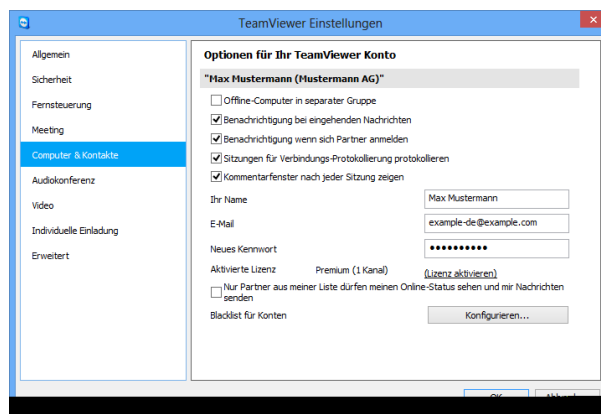 TeamViewer Einstellungen
Allgemein
Sicherheit
Fernsteuerung
Meeting
Computer & Kontakte
Audiokonferenz
Video
Individuelle Einladung
Erweitert
Optionen für Ihr TeamViewer Konto
"Max Mustermann (Mustermann AG)"
Offline-Computer in separater Gruppe
Benachrichtigung bei eingehenden Nachrichten
Benachrichtigung wenn sich Partner anmelden
Sitzungen für Verbindungs-Protokollierung protokollieren
Kommentarfenster nach jeder Sitzung zeigen
Ihr Name Max Mustermann
E-Mail example-de@example.com
Neues Kennwort
Aktivierte Lizenz Premium (1 Kanal) (Lizenz aktivieren)
Nur Partner aus meiner Liste dürfen meinen Online-Status sehen und mir Nachrichten
senden
Blacklist für Konten Konfigurieren...